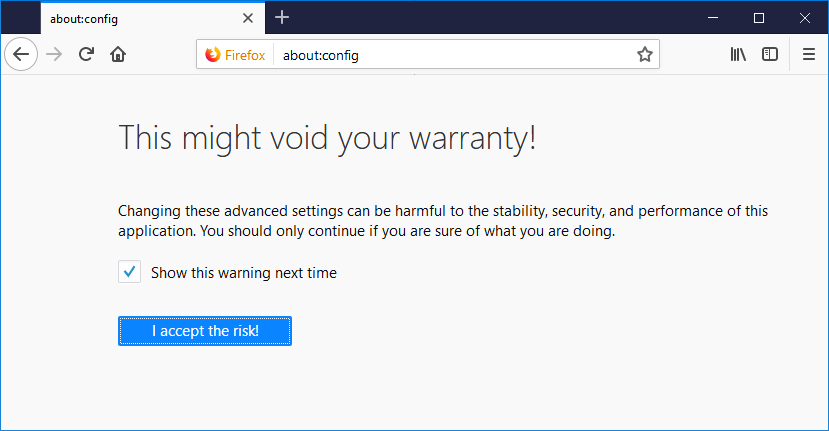 about:config
Firefox about:config
This might void your warranty!
Changing these advanced settings can be harmful to the stability, security, and performance of this
application. You should only continue if you are sure of what you are doing.
Show this warning next time
I accept the risk!